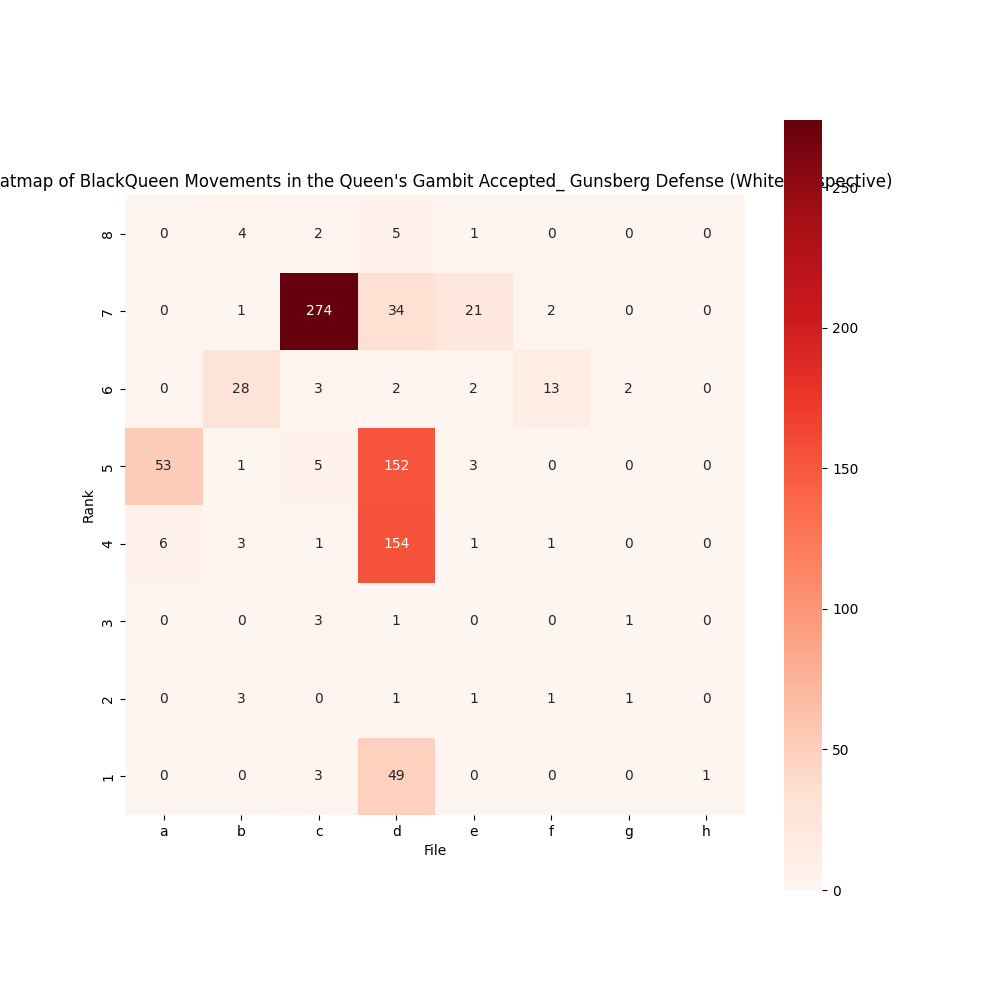 atmap of BlackQueen Movements in the Queen's Gambit Accepted_ Gunsberg Defense (White spective)
250
8 0 4 2 5 1 0 0 0
7 0 1 274 34 21 2 0 0
200
6 0 28 3 2 2 13 2 0
5 53 1 5 152 3 0 0 0
150
Rank
4 6 3 1 154 1 1 0 0
100
3 0 0 3 1 0 0 1 0
2 0 3 0 1 1 1 1 0
50
1 0 0 3 49 0 0 0 1
a b c d e f g h
File
0